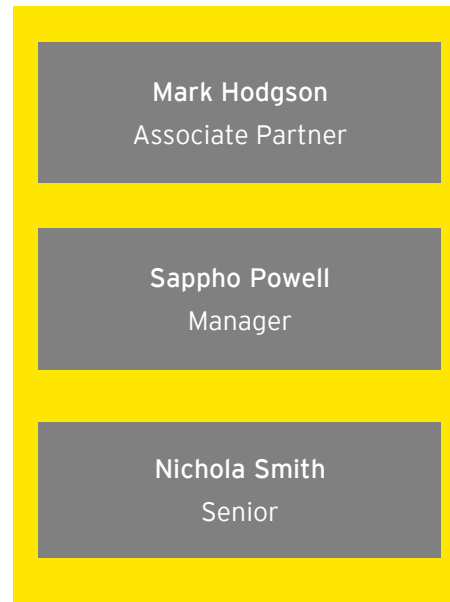 Mark Hodgson
Associate Partner
Sappho Powell
Manager
Nichola Smith
Senior